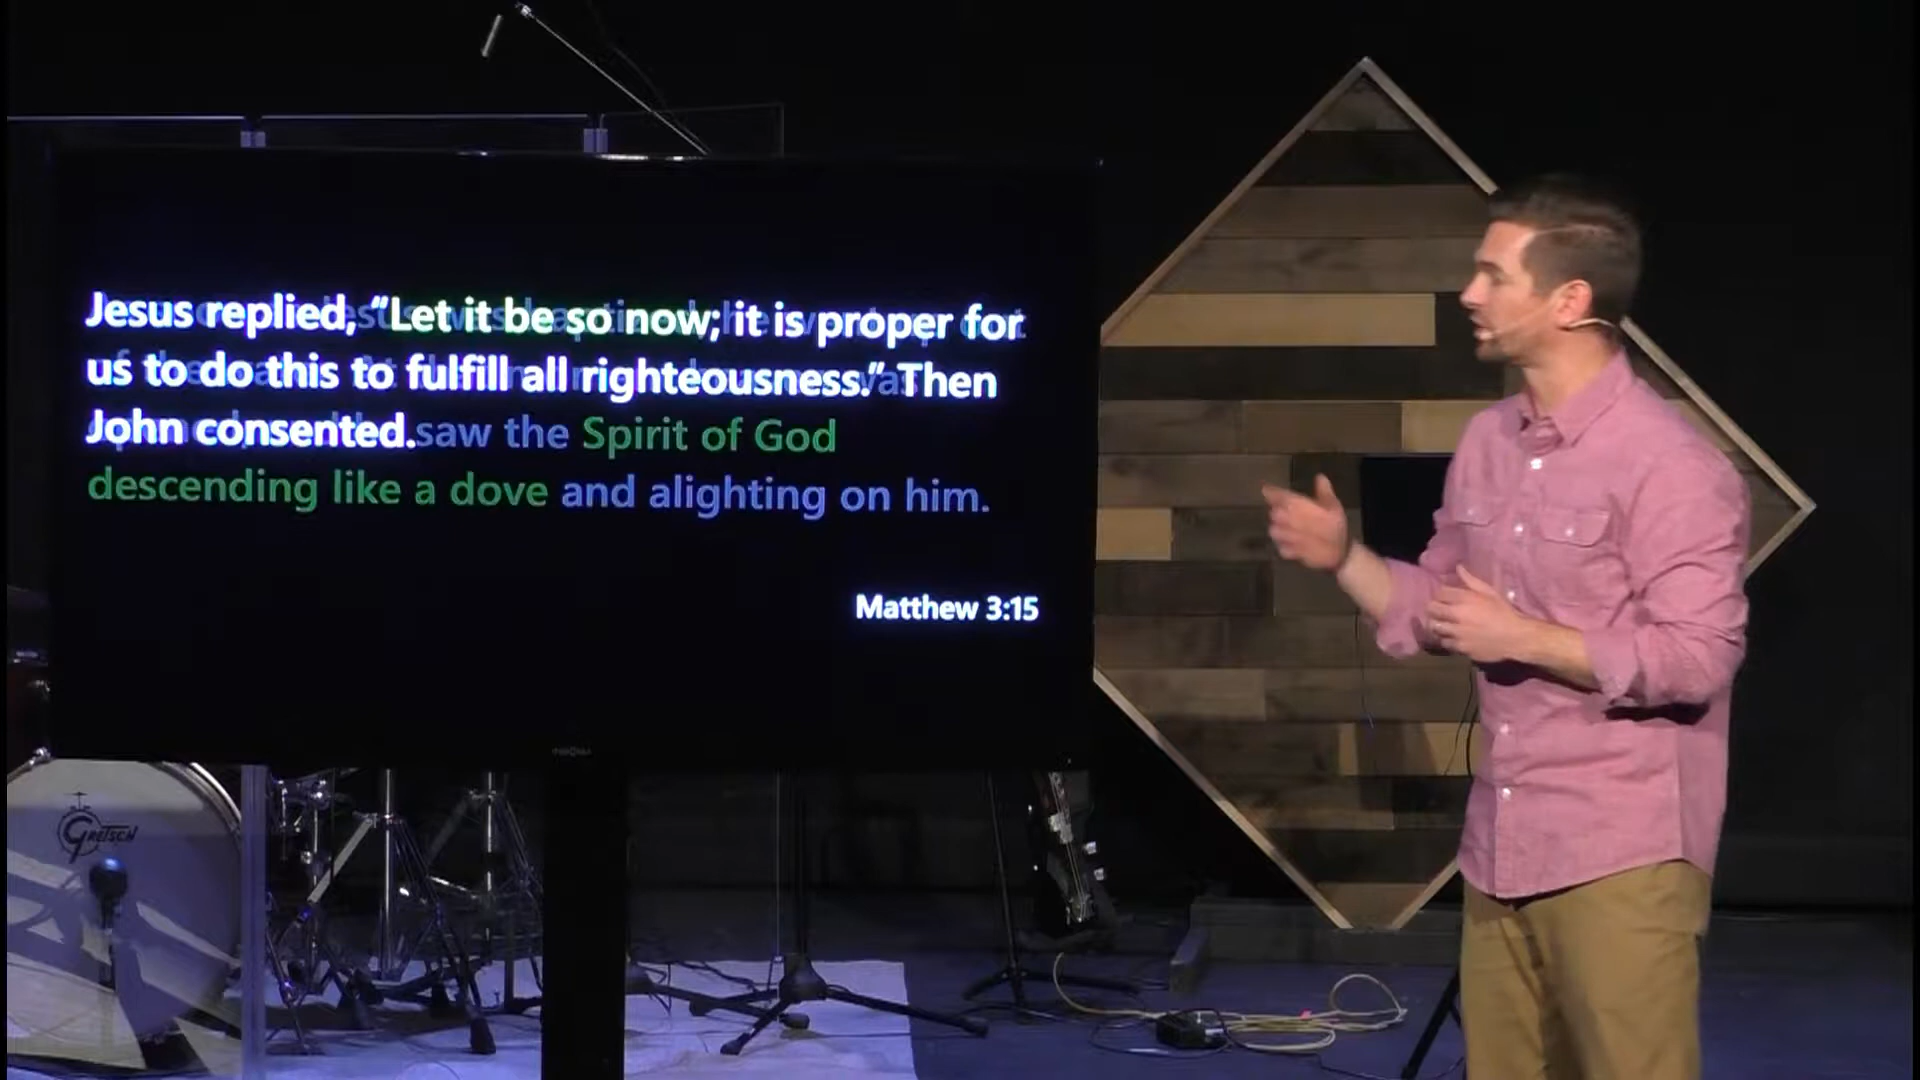 Jesus replied, “Let it be so now; it is proper for
us to do this to fulfill all righteousness.” Then
John consented. saw the Spirit of God
descending like a dove and alighting on him.
Matthew 3:15
GRETSCH